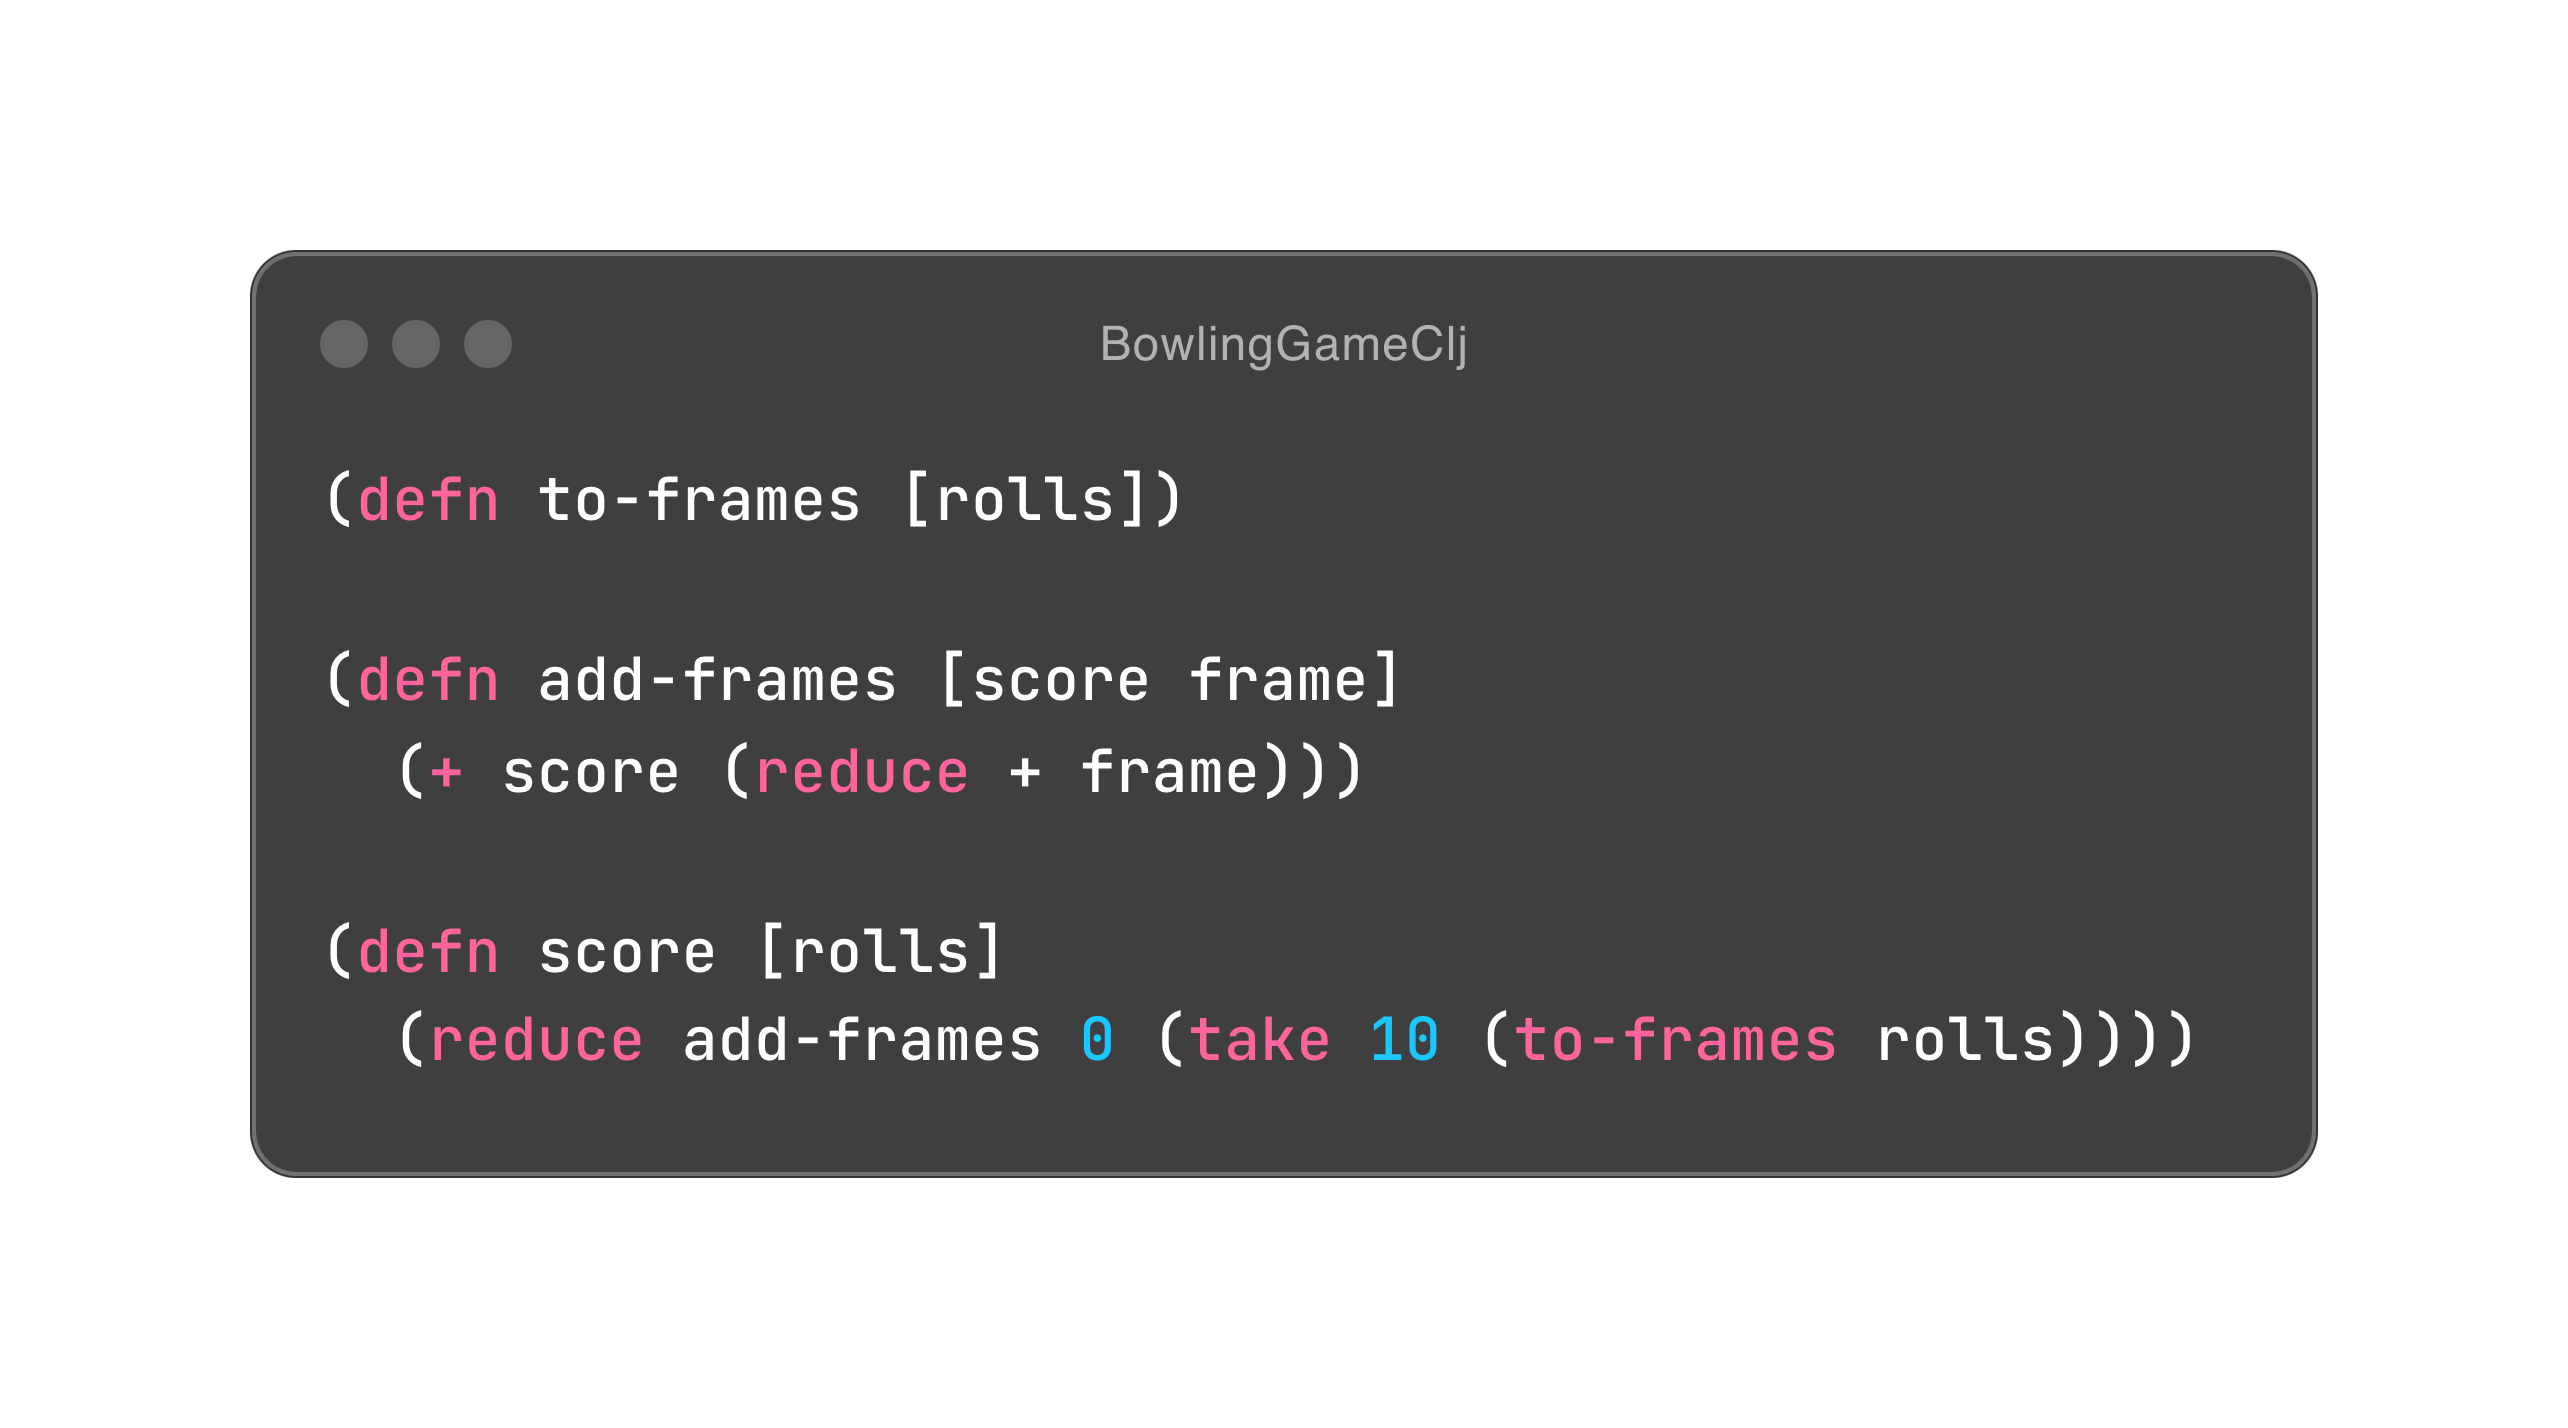 BowlingGameClj
(defn to-frames [rolls])
(defn add-frames [score frame]
  (+ score (reduce + frame)))
(defn score [rolls]
  (reduce add-frames 0 (take 10 (to-frames rolls))))